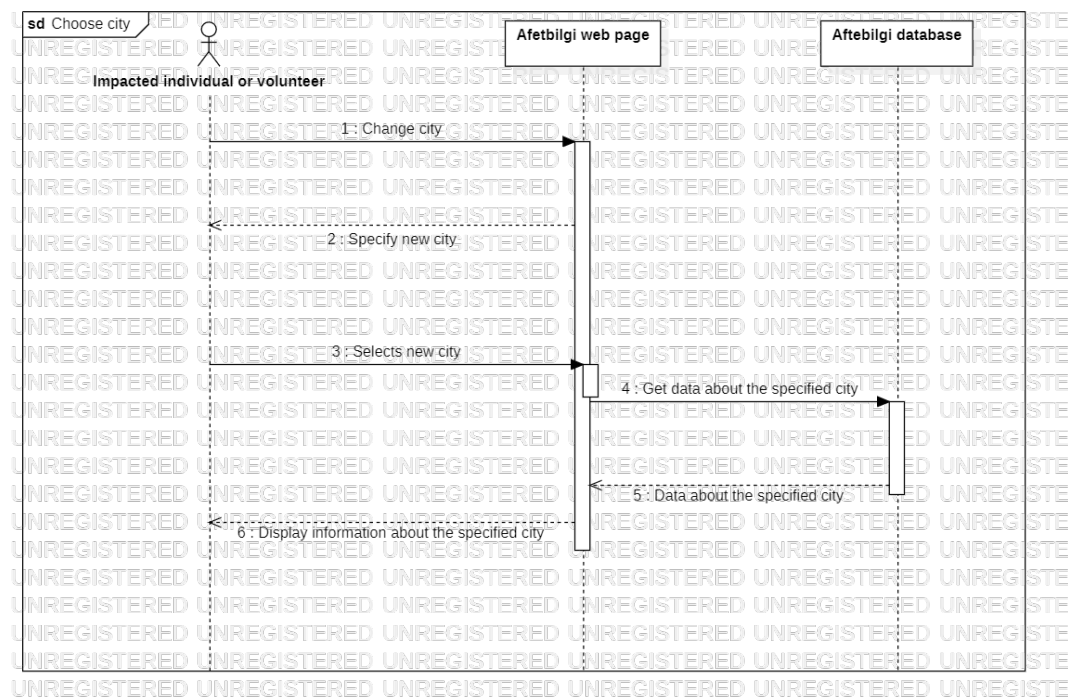 sd Choose city
Afetbilgi web page
Aftebilgi database
Impacted individual or volunteer
1 : Change city
2 : Specify new city
3 : Selects new city
4 : Get data about the specified city
5 : Data about the specified city
6 : Display information about the specified city
UNREGISTERED